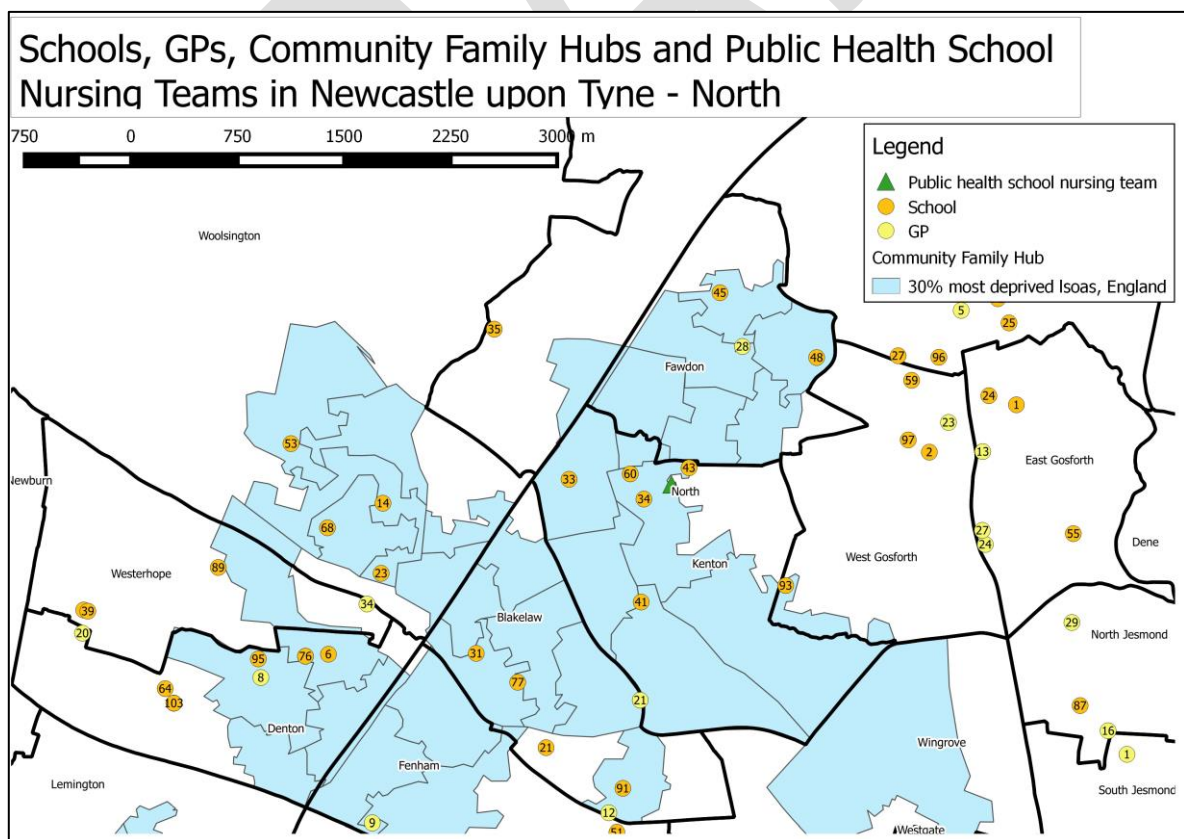 Schools, GPs, Community Family Hubs and Public Health School
Nursing Teams in Newcastle upon Tyne - North
750 0 750 1500 2250 3000 m
Legend
Public health school nursing team
School
GP
Community Family Hub
30% most deprived lsoas, England
Woolsington
45
5
25
35
28
48
27
96
Fawdon
59
24
1
23
53
97
2
13
East Gosforth
43
60
33
North
34
14
68
27
55
24
Dene
Newburn
West Gosforth
Kenton
89
23
Westerhope
93
34
41
39
Blakelaw
29
20
North Jesmond
31
76
6
95
8
77
64
103
21
87
Denton
16
21
Wingrove
1
Fenham
Lemington
91
South Jesmond
12
9
51
Westgate